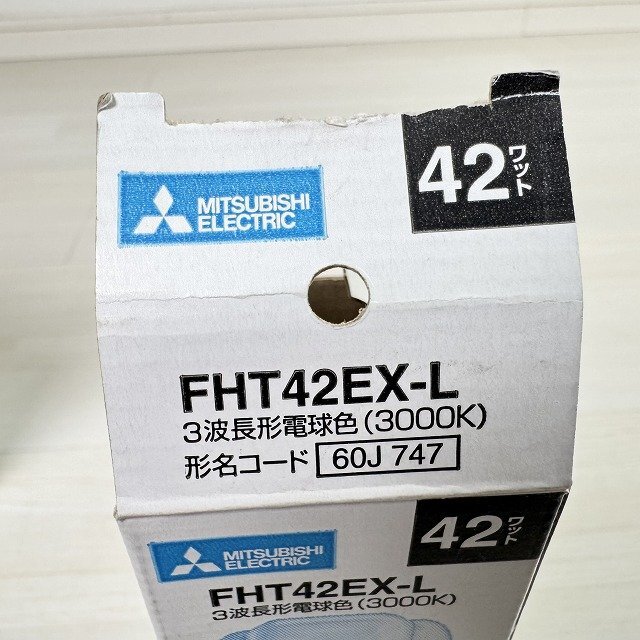 MITSUBISHI
ELECTRIC
42ワット
FHT42EX-L
3波長形電球色(3000K)
形名コード 60J 747
MITSUBISHI
ELECTRIC
42ワット
FHT42EX-L
3波長形電球色(3000K)